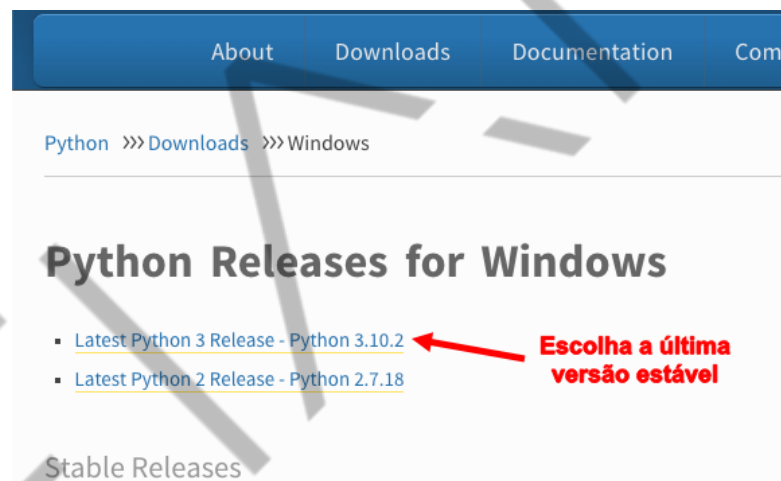 About Downloads Documentation Com
Python >>> Downloads >>> Windows
Python Releases for Windows
Latest Python 3 Release - Python 3.10.2
Escolha a última
versão estável
Latest Python 2 Release - Python 2.7.18
Stable Releases